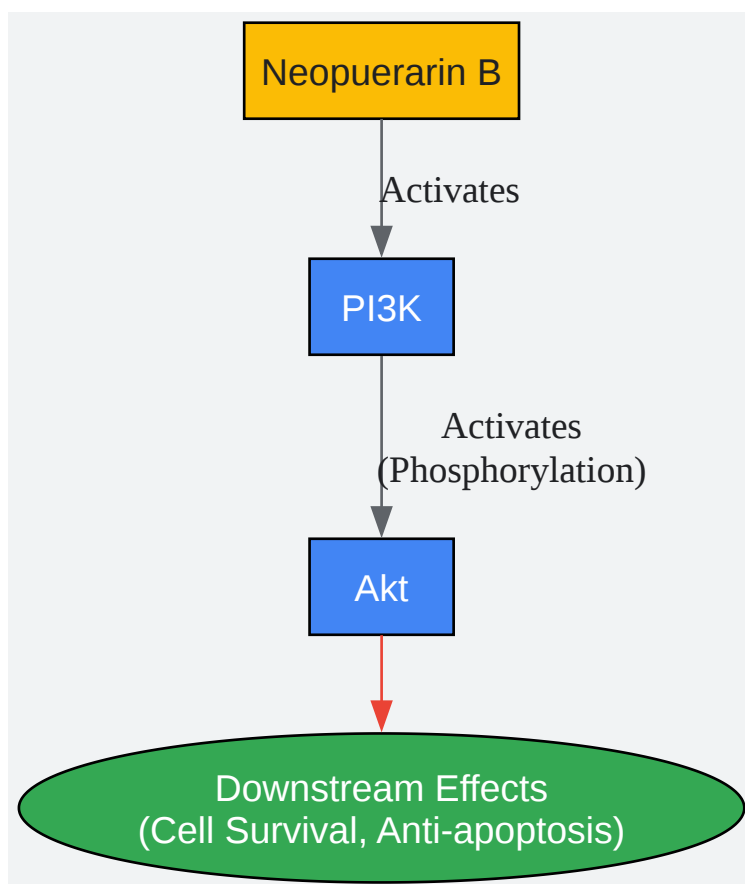 Neopuerarin B
Activates
PI3K
Activates
(Phosphorylation)
Akt
Downstream Effects
(Cell Survival, Anti-apoptosis)